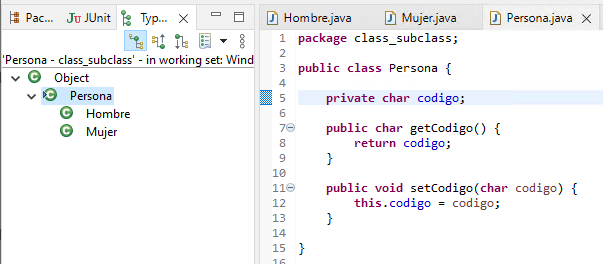 Pac... JUnit Typ...
'Persona - class_subclass' - in working set: Wind
Object
Persona
Hombre
Mujer
Hombre.java Mujer.java Persona.java
1 package class_subclass;
2
3 public class Persona {
4
5 private char codigo;
6
7 public char getCodigo() {
8 return codigo;
9 }
10
11 public void setCodigo(char codigo) {
12 this.codigo = codigo;
13 }
14
15 }
16